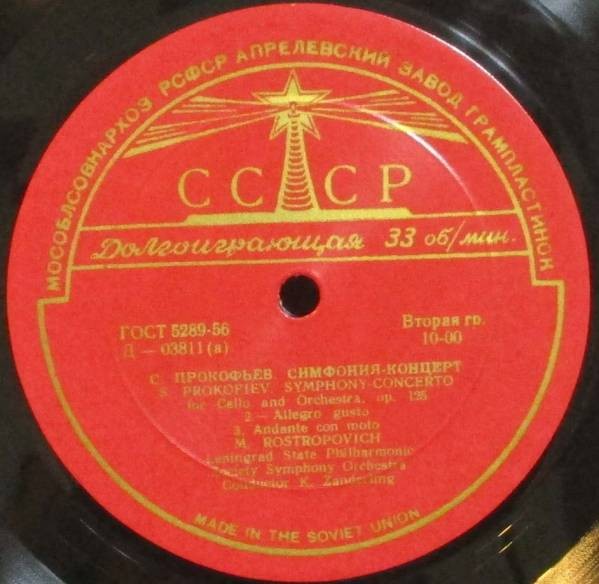 МОСОБЛСОВНАРХОЗ РСФСР АПРЕЛЕВСКИЙ ЗАВОД ГРАМПЛАСТИНОК
СССР
Долгоиграющая 33 об/мин.
ГОСТ 5289-56
Вторая гр.
Д — 03811(а)
10-00
С. ПРОКОФЬЕВ. СИМФОНИЯ-КОНЦЕРТ
S. PROKOFIEV. SYMPHONY-CONCERTO
for Cello and Orchestra, op. 125
2— Allegro gusto
3. Andante con moto
M. ROSTROPOVICH
Leningrad State Philharmonic
Society Symphony Orchestra
Conductor K. Zanderling
MADE IN THE SOVIET UNION